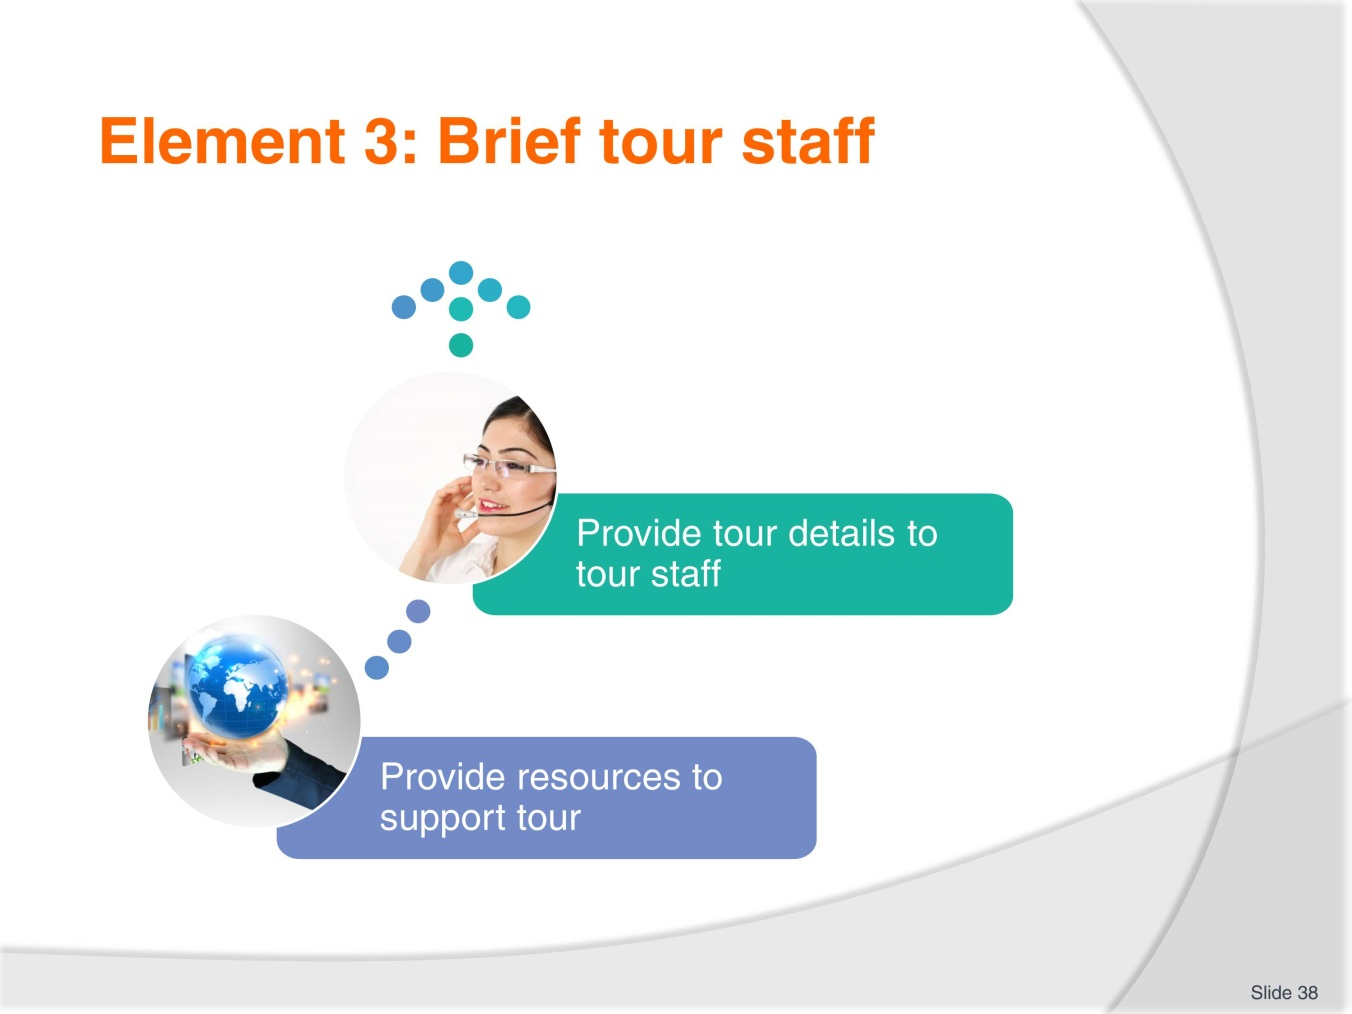 Element 3: Brief tour staff
Provide tour details to
tour staff
Provide resources to
support tour
Slide 38